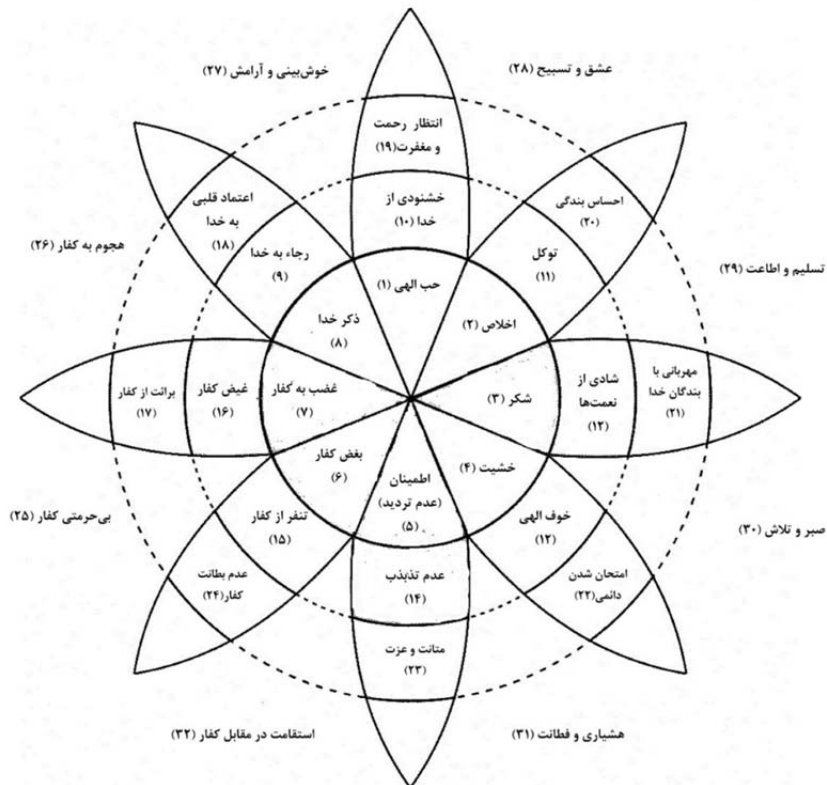 عشق و تسبیح (۲۸)
خوش‌بینی و آرامش (۲۷)
انتظار رحمت
و مغفرت(۱۹)
خشنودی از
خدا (۱۰)
حب الهی (۱)
احساس بندگی
(۲۰)
توکل
(۱۱)
اخلاص (۲)
اعتماد قلبی
به خدا
(۱۸)
رجاء به خدا
(۹)
ذکر خدا
(۸)
تسلیم و اطاعت (۲۹)
هجوم به کفار (۲۶)
مهربانی با
بندگان خدا
(۲۱)
شادی از
نعمت‌ها
(۱۲)
شکر (۳)
غضب به کفار
(۷)
غیض کفار
(۱۶)
برائت از کفار
(۱۷)
خشیت (۴)
خوف الهی
(۱۲)
امتحان شدن
دائمی(۲۲)
اطمینان
(عدم تردید)
(۵)
عدم تذبذب
(۱۴)
متانت و عزت
(۲۳)
بغض کفار
(۶)
تنفر از کفار
(۱۵)
عدم بطانت
کفار(۲۴)
صبر و تلاش (۳۰)
بی‌حرمتی کفار (۲۵)
هشیاری و فطانت (۳۱)
استقامت در مقابل کفار (۳۲)